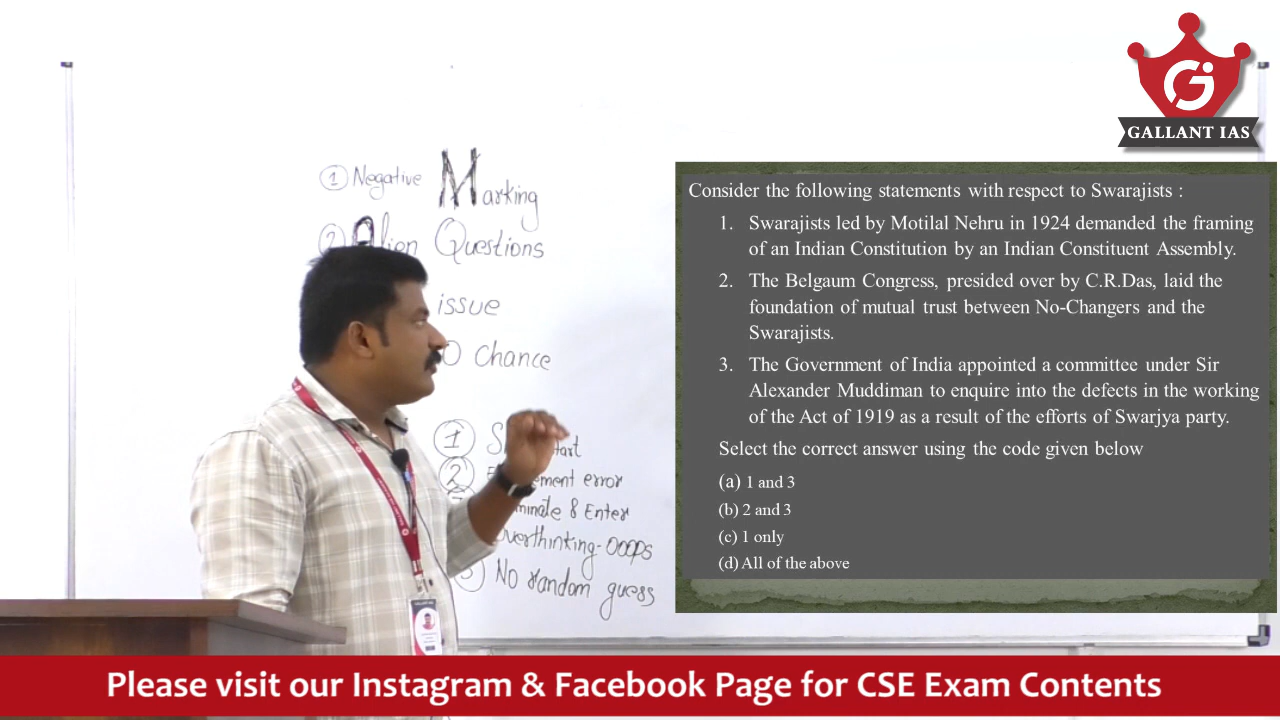 GALLANT IAS
1 Negative Marking
2 Alien Questions
issue
chance
1
2
ement error
minate & Enter
verthinking - OOOPS
No random guess
Consider the following statements with respect to Swarajists :
1. Swarajists led by Motilal Nehru in 1924 demanded the framing
of an Indian Constitution by an Indian Constituent Assembly.
2. The Belgaum Congress, presided over by C.R.Das, laid the
foundation of mutual trust between No-Changers and the
Swarajists.
3. The Government of India appointed a committee under Sir
Alexander Muddiman to enquire into the defects in the working
of the Act of 1919 as a result of the efforts of Swarjya party.
Select the correct answer using the code given below
(a) 1 and 3
(b) 2 and 3
(c) 1 only
(d) All of the above
Please visit our Instagram & Facebook Page for CSE Exam Contents